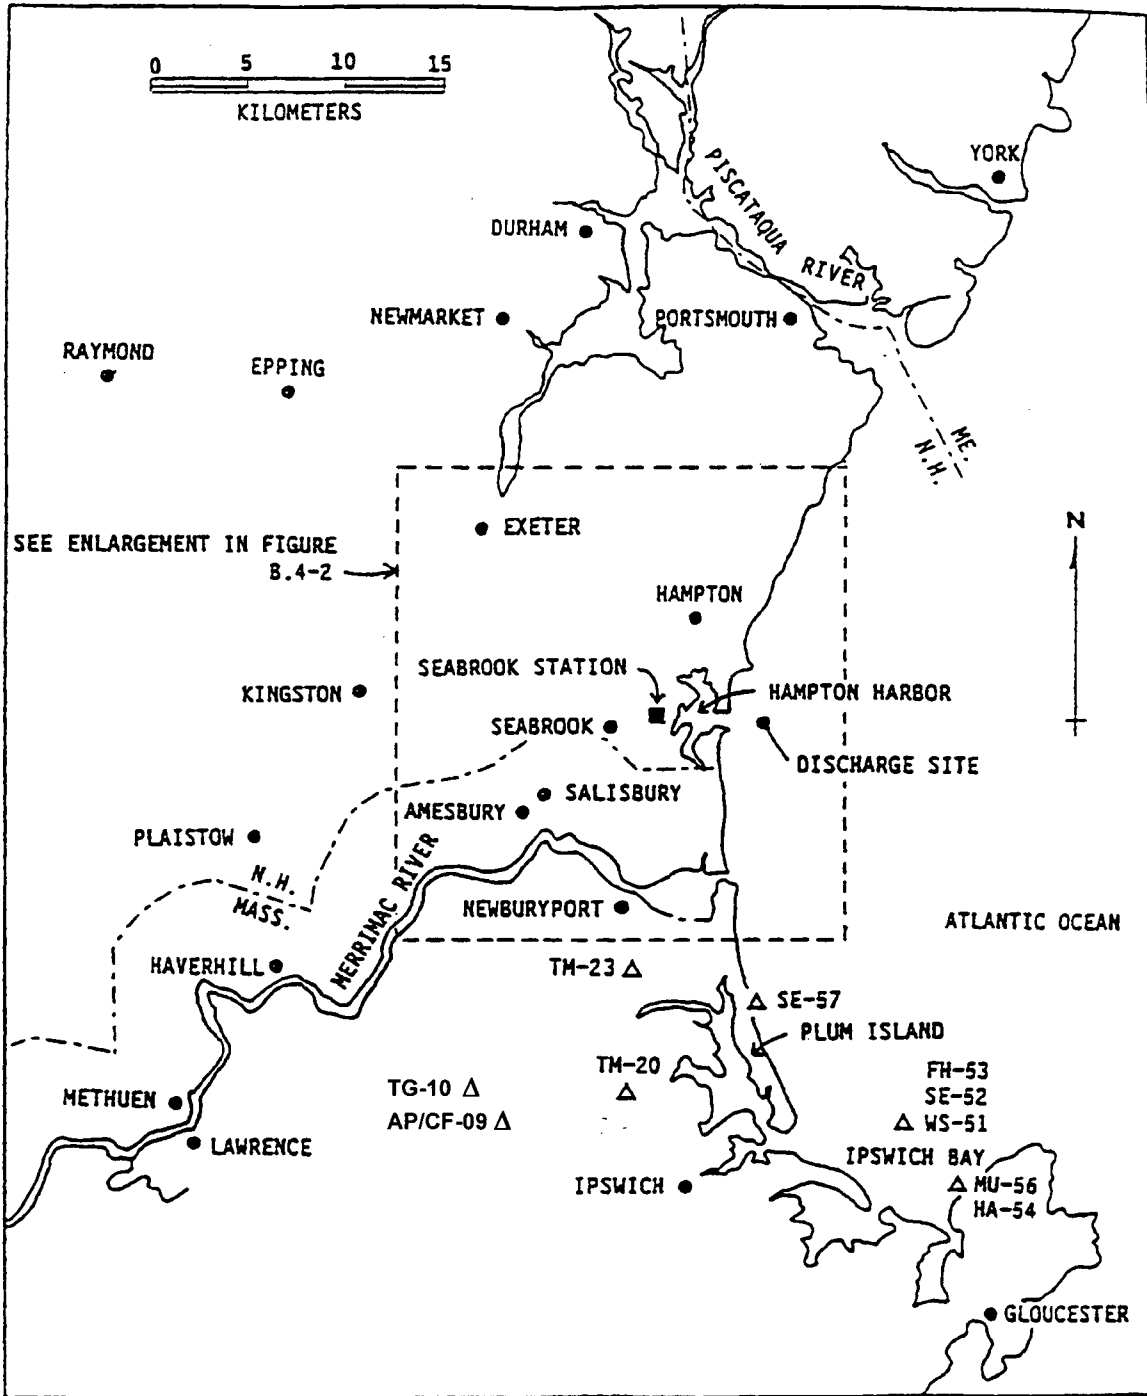 0 5 10 15
KILOMETERS
YORK
PISCATAQUA
RIVER
DURHAM
NEWMARKET
PORTSMOUTH
RAYMOND
EPPING
ME.
N.H.
N
EXETER
SEE ENLARGEMENT IN FIGURE
B.4-2
HAMPTON
SEABROOK STATION
HAMPTON HARBOR
KINGSTON
SEABROOK
DISCHARGE SITE
SALISBURY
AMESBURY
PLAISTOW
N.H.
MASS.
MERRIMAC RIVER
NEWBURYPORT
ATLANTIC OCEAN
HAVERHILL
TM-23
SE-57
PLUM ISLAND
TM-20
FH-53
SE-52
WS-51
TG-10
AP/CF-09
METHUEN
LAWRENCE
IPSWICH BAY
IPSWICH
MU-56
HA-54
GLOUCESTER